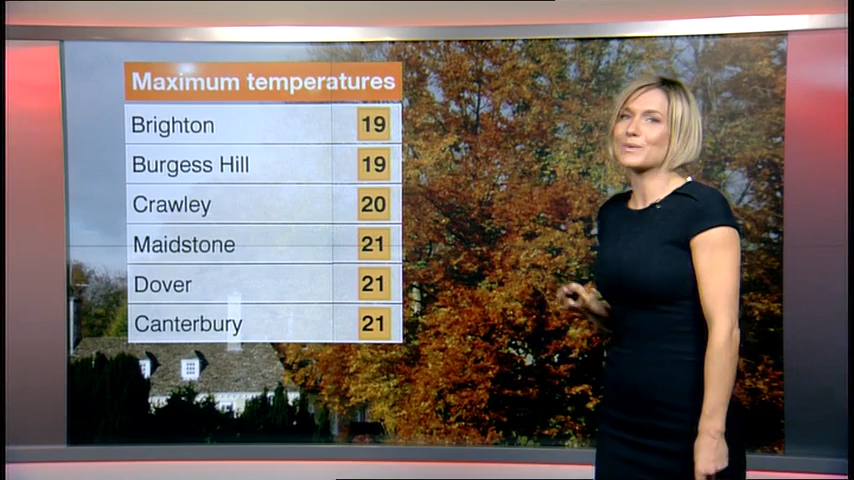 Maximum temperatures
Brighton 19
Burgess Hill 19
Crawley 20
Maidstone 21
Dover 21
Canterbury 21